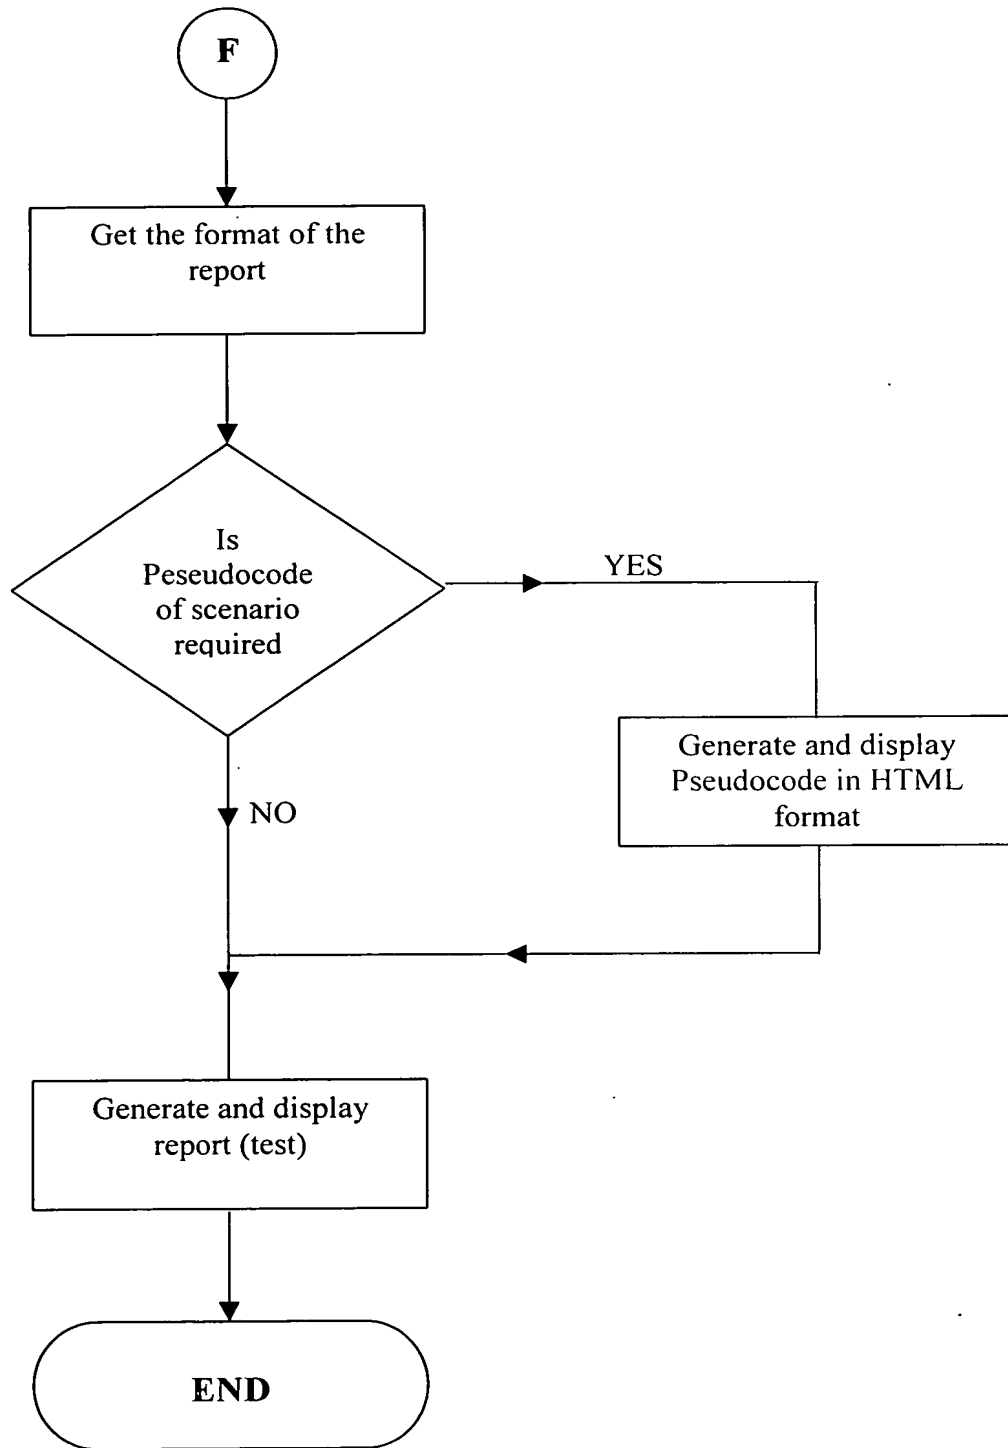 F
Get the format of the
report
Is
Peseudocode
of scenario
required
YES
Generate and display
Pseudocode in HTML
format
NO
Generate and display
report (test)
END